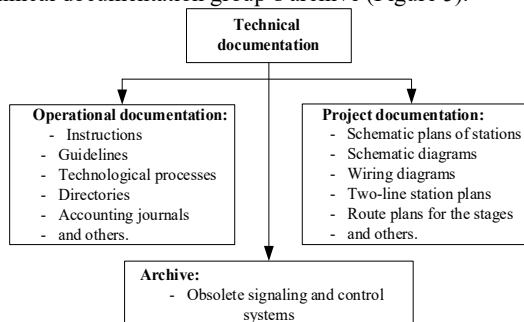 hnical documentation group's archive (Figure 3).
Technical
documentation
Operational documentation:
- Instructions
- Guidelines
- Technological processes
- Directories
- Accounting journals
- and others.
Project documentation:
- Schematic plans of stations
- Schematic diagrams
- Wiring diagrams
- Two-line station plans
- Route plans for the stages
- and others.
Archive:
- Obsolete signaling and control
systems